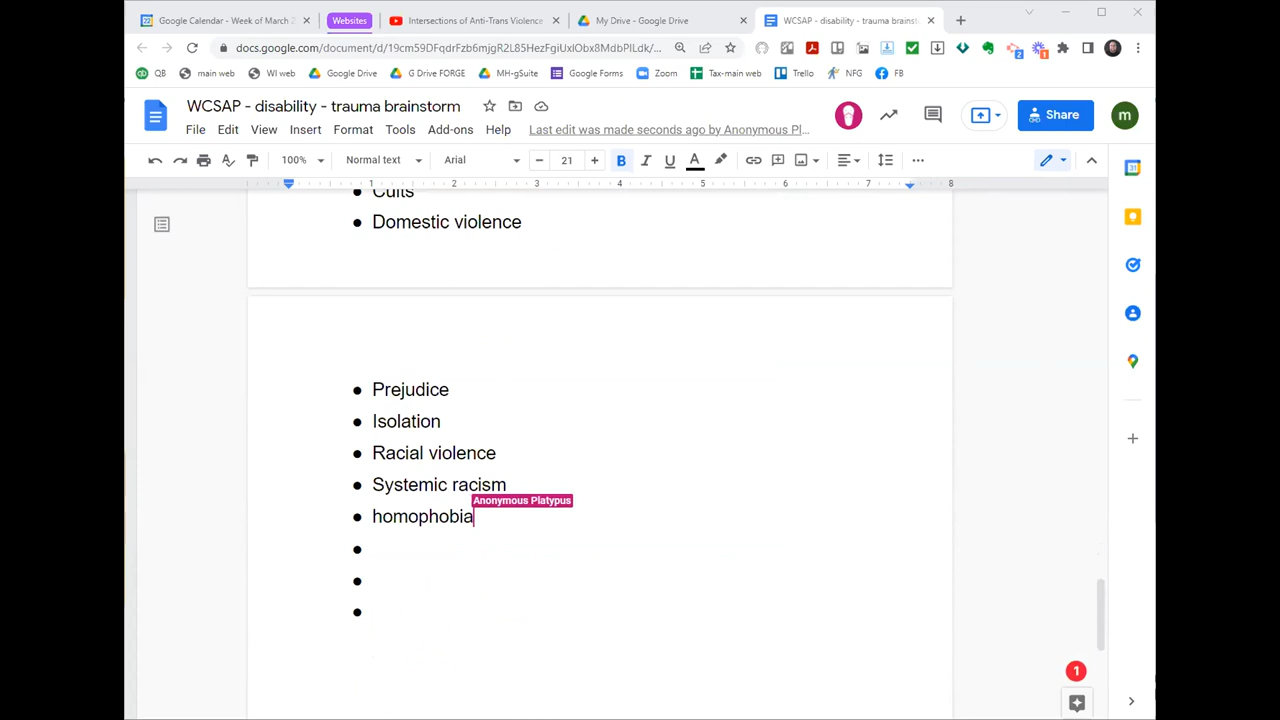 Google Calendar - Week of March 2
Websites
Intersections of Anti-Trans Violence
My Drive - Google Drive
WCSAP - disability - trauma brainst
docs.google.com/document/d/19cm59DFqdrFzb6mjgR2L85HezFgiUxlObx8MdbPlLdk/...
QB
main web
WI web
Google Drive
G Drive FORGE
MH-gSuite
Google Forms
Zoom
Tax-main web
Trello
NFG
FB
WCSAP - disability - trauma brainstorm
Share
m
File Edit View Insert Format Tools Add-ons Help
Last edit was made seconds ago by Anonymous Pl...
100% Normal text Arial 21 B I U A
1 2 3 4 5 6 7 8
Cults
● Domestic violence
● Prejudice
● Isolation
● Racial violence
● Systemic racism
Anonymous Platypus
● homophobia
●
●
●
1